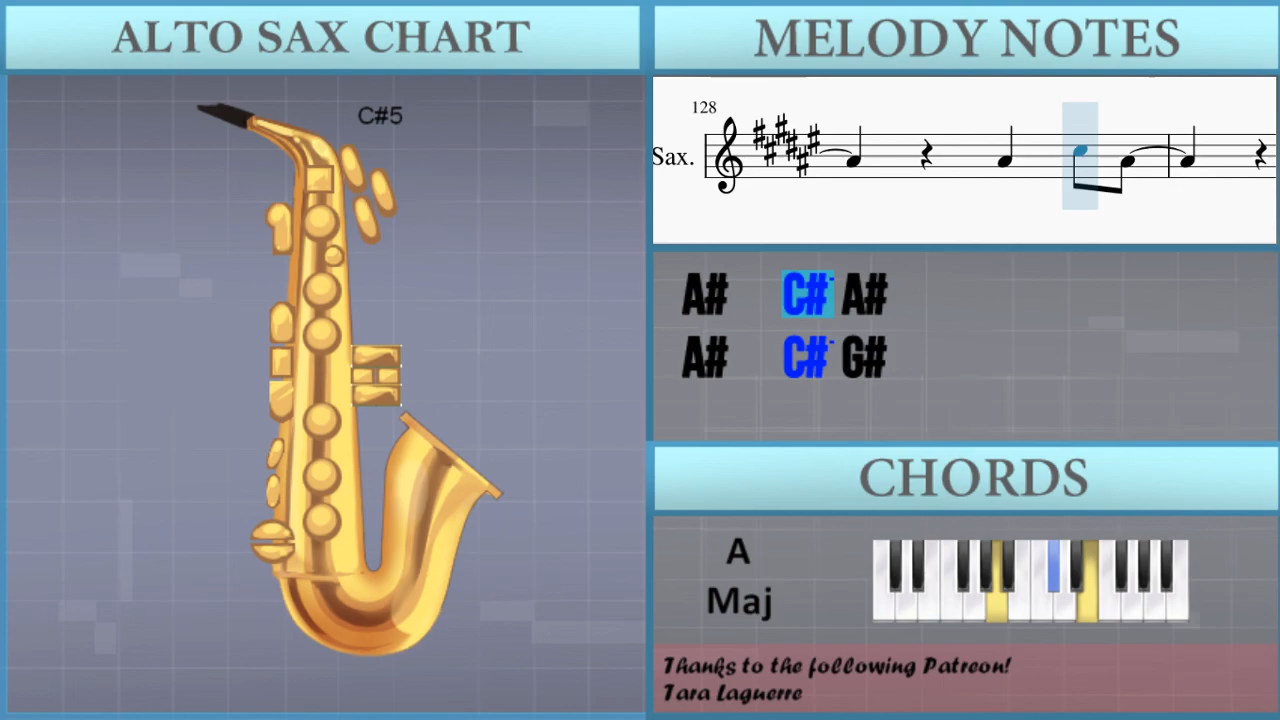 ALTO SAX CHART
C#5
MELODY NOTES
128
Sax.
A# C#- A#
A# C#- G#
CHORDS
A
Maj
Thanks to the following Patreon!
Tara Laguerre